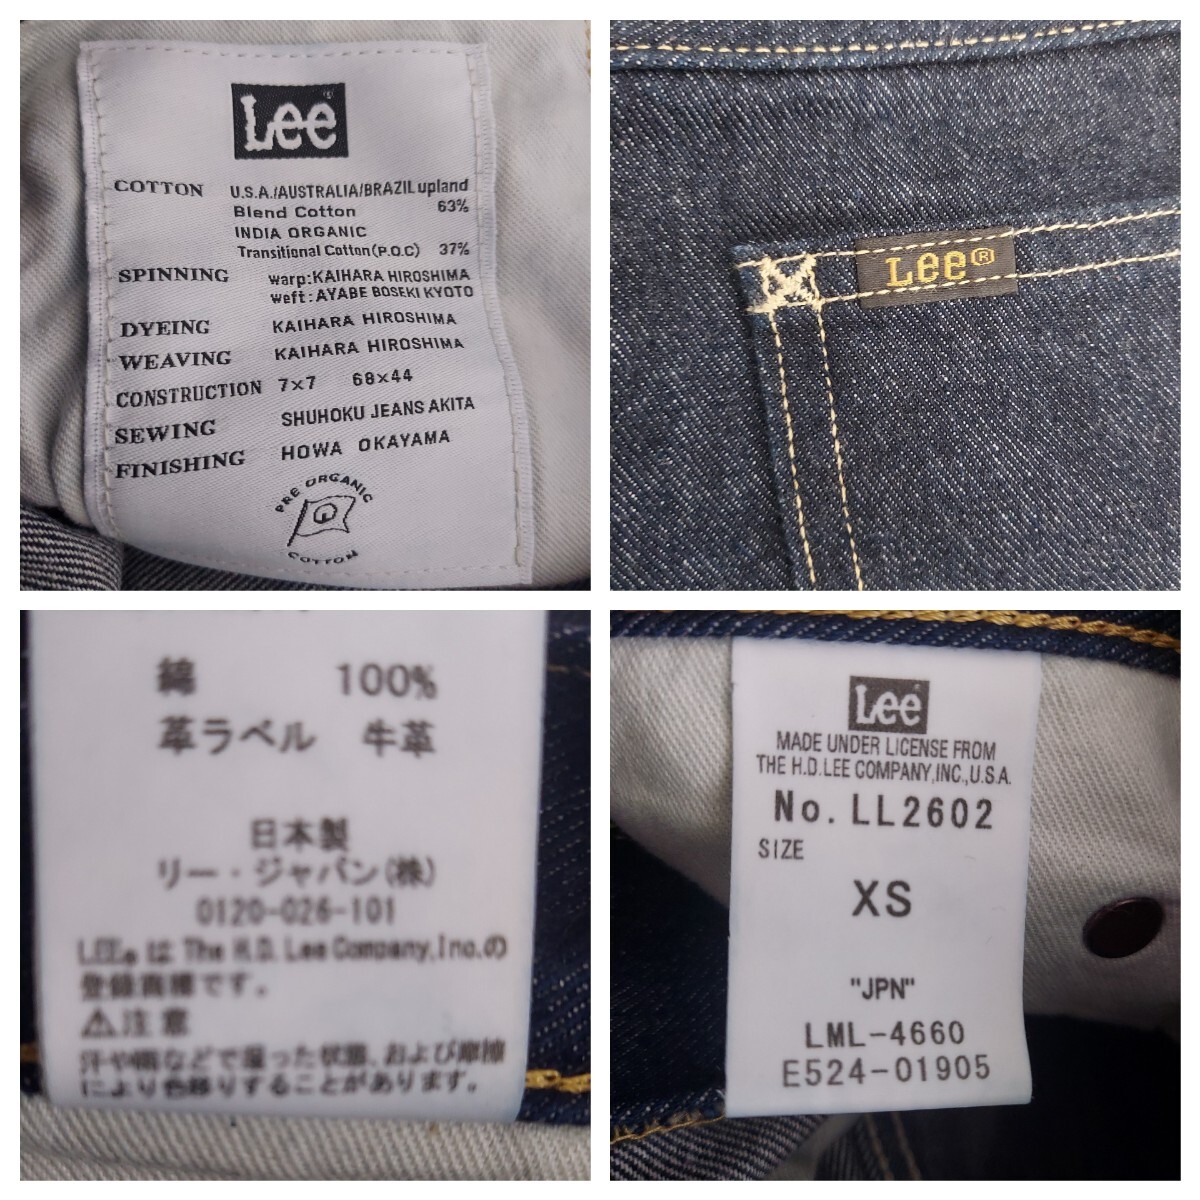 Lee
COTTON U.S.A./AUSTRALIA/BRAZIL upland
Blend Cotton 63%
INDIA ORGANIC
Transitional Cotton(P.O.C) 37%
SPINNING warp:KAIHARA HIROSHIMA
weft:AYABE BOSEKI KYOTO
DYEING KAIHARA HIROSHIMA
WEAVING KAIHARA HIROSHIMA
CONSTRUCTION 7×7 68×44
SEWING SHUHOKU JEANS AKITA
FINISHING HOWA OKAYAMA
PRE ORGANIC
COTTON
Lee®
綿 100%
革ラベル 牛革
日本製
リー・ジャパン(株)
0120-026-101
LEE®は The H.D. Lee Company,Inc.の
登録商標です。
⚠注意
汗や雨などで湿った状態、および摩擦
により色移りすることがあります。
Lee
MADE UNDER LICENSE FROM
THE H.D.LEE COMPANY,INC.,U.S.A.
No. LL2602
SIZE
XS
"JPN"
LML-4660
E524-01905